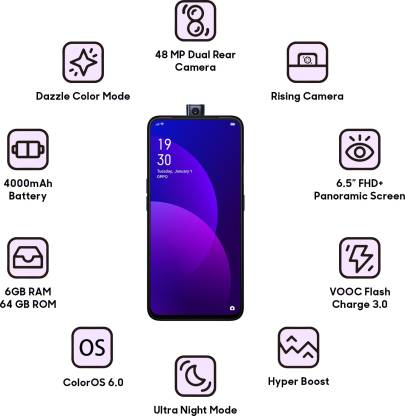 48 MP Dual Rear
Camera
Dazzle Color Mode
Rising Camera
19
30
Tuesday, January 1
OPPO
4000mAh
Battery
6.5" FHD+
Panoramic Screen
6GB RAM
64 GB ROM
VOOC Flash
Charge 3.0
OS
ColorOS 6.0
Hyper Boost
Ultra Night Mode